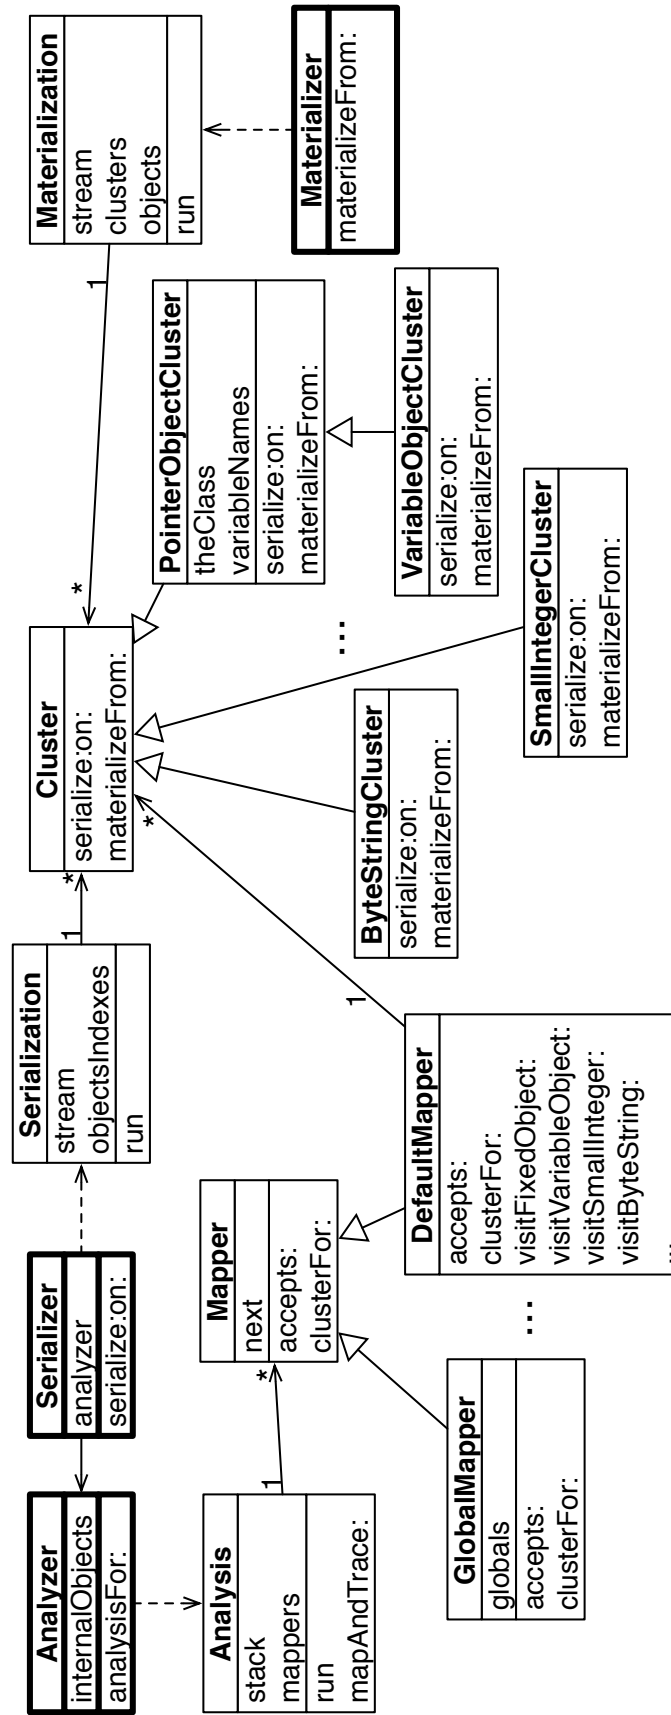 Analyzer
internalObjects
analysisFor:
Serializer
analyzer
serialize:on:
Serialization
stream
objectsIndexes
run
1
*
Cluster
serialize:on:
materializeFrom:
*
1
Materialization
stream
clusters
objects
run
Analysis
stack
mappers
run
mapAndTrace:
1
*
Mapper
next
accepts:
clusterFor:
1
*
PointerObjectCluster
theClass
variableNames
serialize:on:
materializeFrom:
Materializer
materializeFrom:
GlobalMapper
globals
accepts:
clusterFor:
...
DefaultMapper
accepts:
clusterFor:
visitFixedObject:
visitVariableObject:
visitSmallInteger:
visitByteString:
...
ByteStringCluster
serialize:on:
materializeFrom:
...
VariableObjectCluster
serialize:on:
materializeFrom:
SmallIntegerCluster
serialize:on:
materializeFrom: